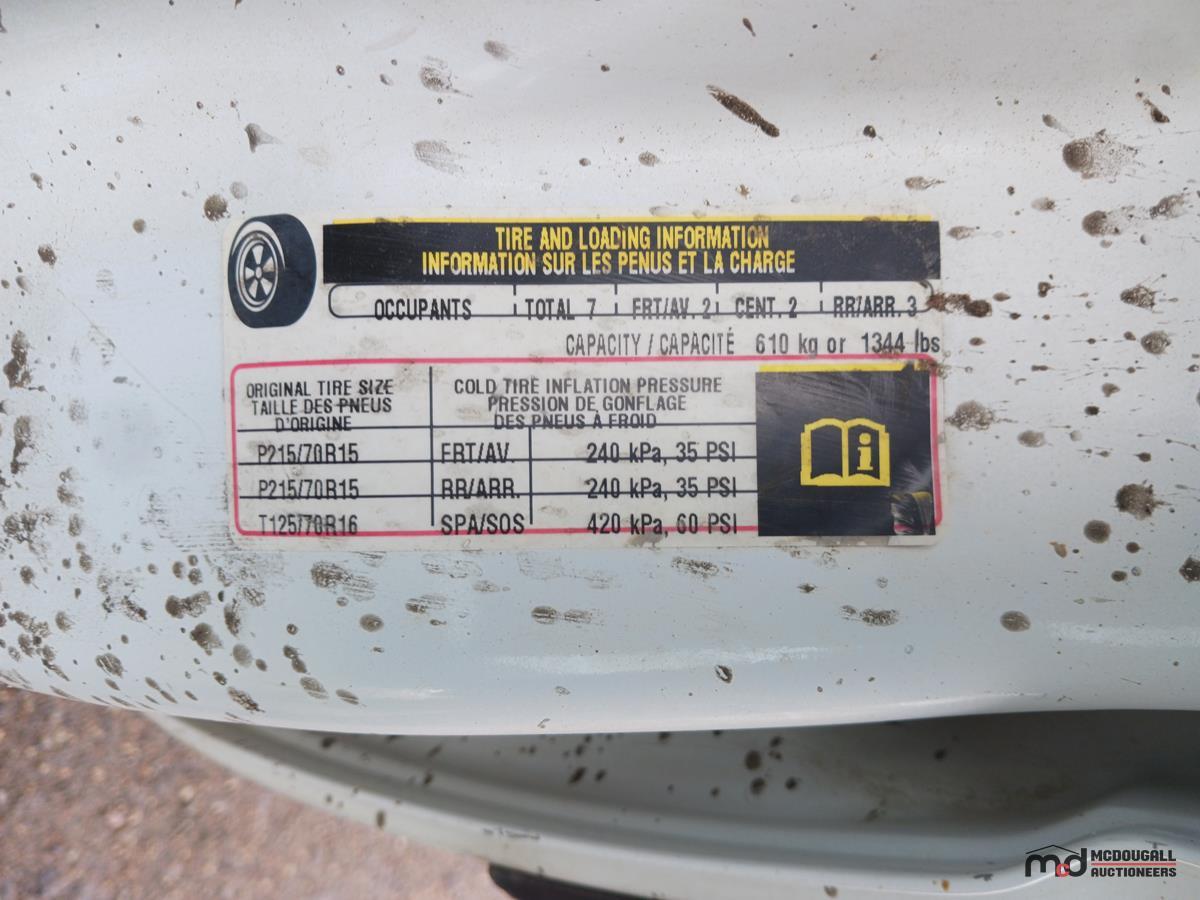 TIRE AND LOADING INFORMATION
INFORMATION SUR LES PENUS ET LA CHARGE
OCCUPANTS TOTAL 7 FRT/AV. 2 CENT. 2 RR/ARR. 3
CAPACITY / CAPACITÉ 610 kg or 1344 lbs
ORIGINAL TIRE SIZE
TAILLE DES PNEUS
D'ORIGINE
COLD TIRE INFLATION PRESSURE
PRESSION DE GONFLAGE
DES PNEUS À FROID
P215/70R15 FRT/AV. 240 kPa, 35 PSI
P215/70R15 RR/ARR. 240 kPa, 35 PSI
T125/70R16 SPA/SOS 420 kPa, 60 PSI
mcd MCDOUGALL
AUCTIONEERS